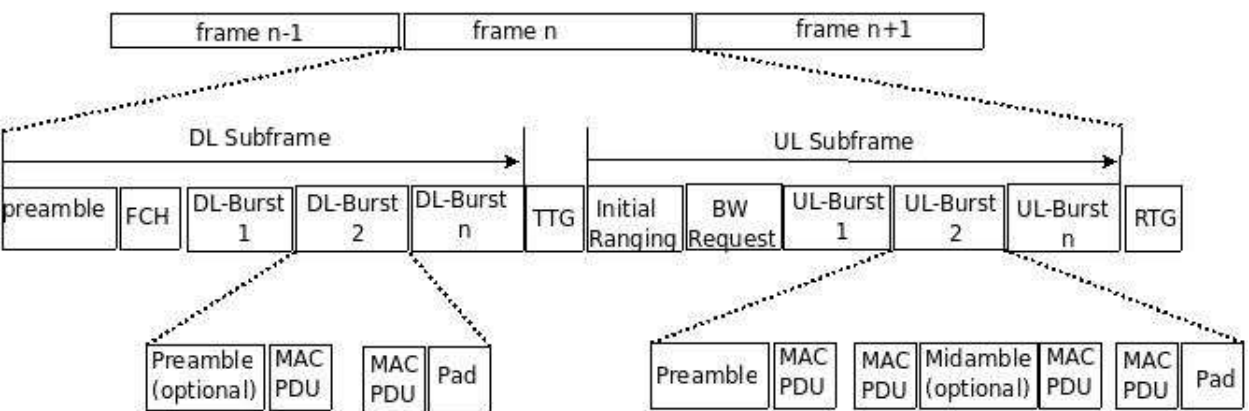 frame n-1
frame n
frame n+1
DL Subframe
UL Subframe
preamble
FCH
DL-Burst
1
DL-Burst
2
DL-Burst
n
TTG
Initial
Ranging
BW
Request
UL-Burst
1
UL-Burst
2
UL-Burst
n
RTG
Preamble
(optional)
MAC
PDU
MAC
PDU
Pad
Preamble
MAC
PDU
MAC
PDU
Midamble
(optional)
MAC
PDU
MAC
PDU
Pad